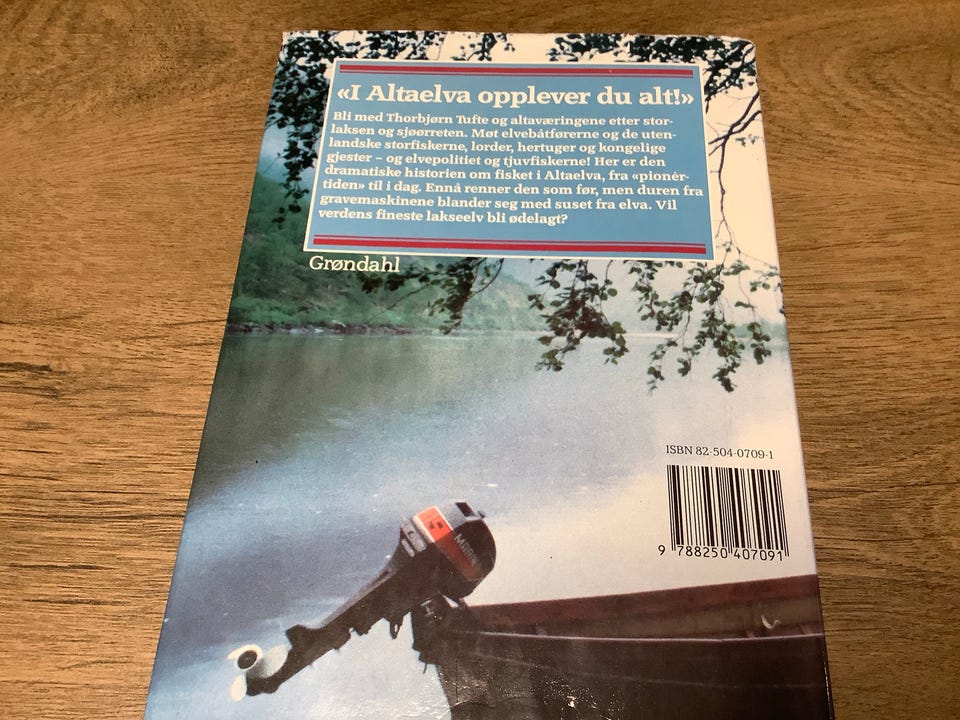 «I Altaelva opplever du alt!»
Bli med Thorbjørn Tufte og altaværingene etter stor-
laksen og sjøørreten. Møt elvebåtførerne og de uten-
landske storfiskerne, lorder, hertuger og kongelige
gjester – og elvepolitiet og tjuvfiskerne! Her er den
dramatiske historien om fisket i Altaelva, fra «pionér-
tiden» til i dag. Ennå renner den som før, men duren fra
gravemaskinene blander seg med suset fra elva. Vil
verdens fineste lakseelv bli ødelagt?
Grøndahl
ISBN 82-504-0709-1
9 788250 407091